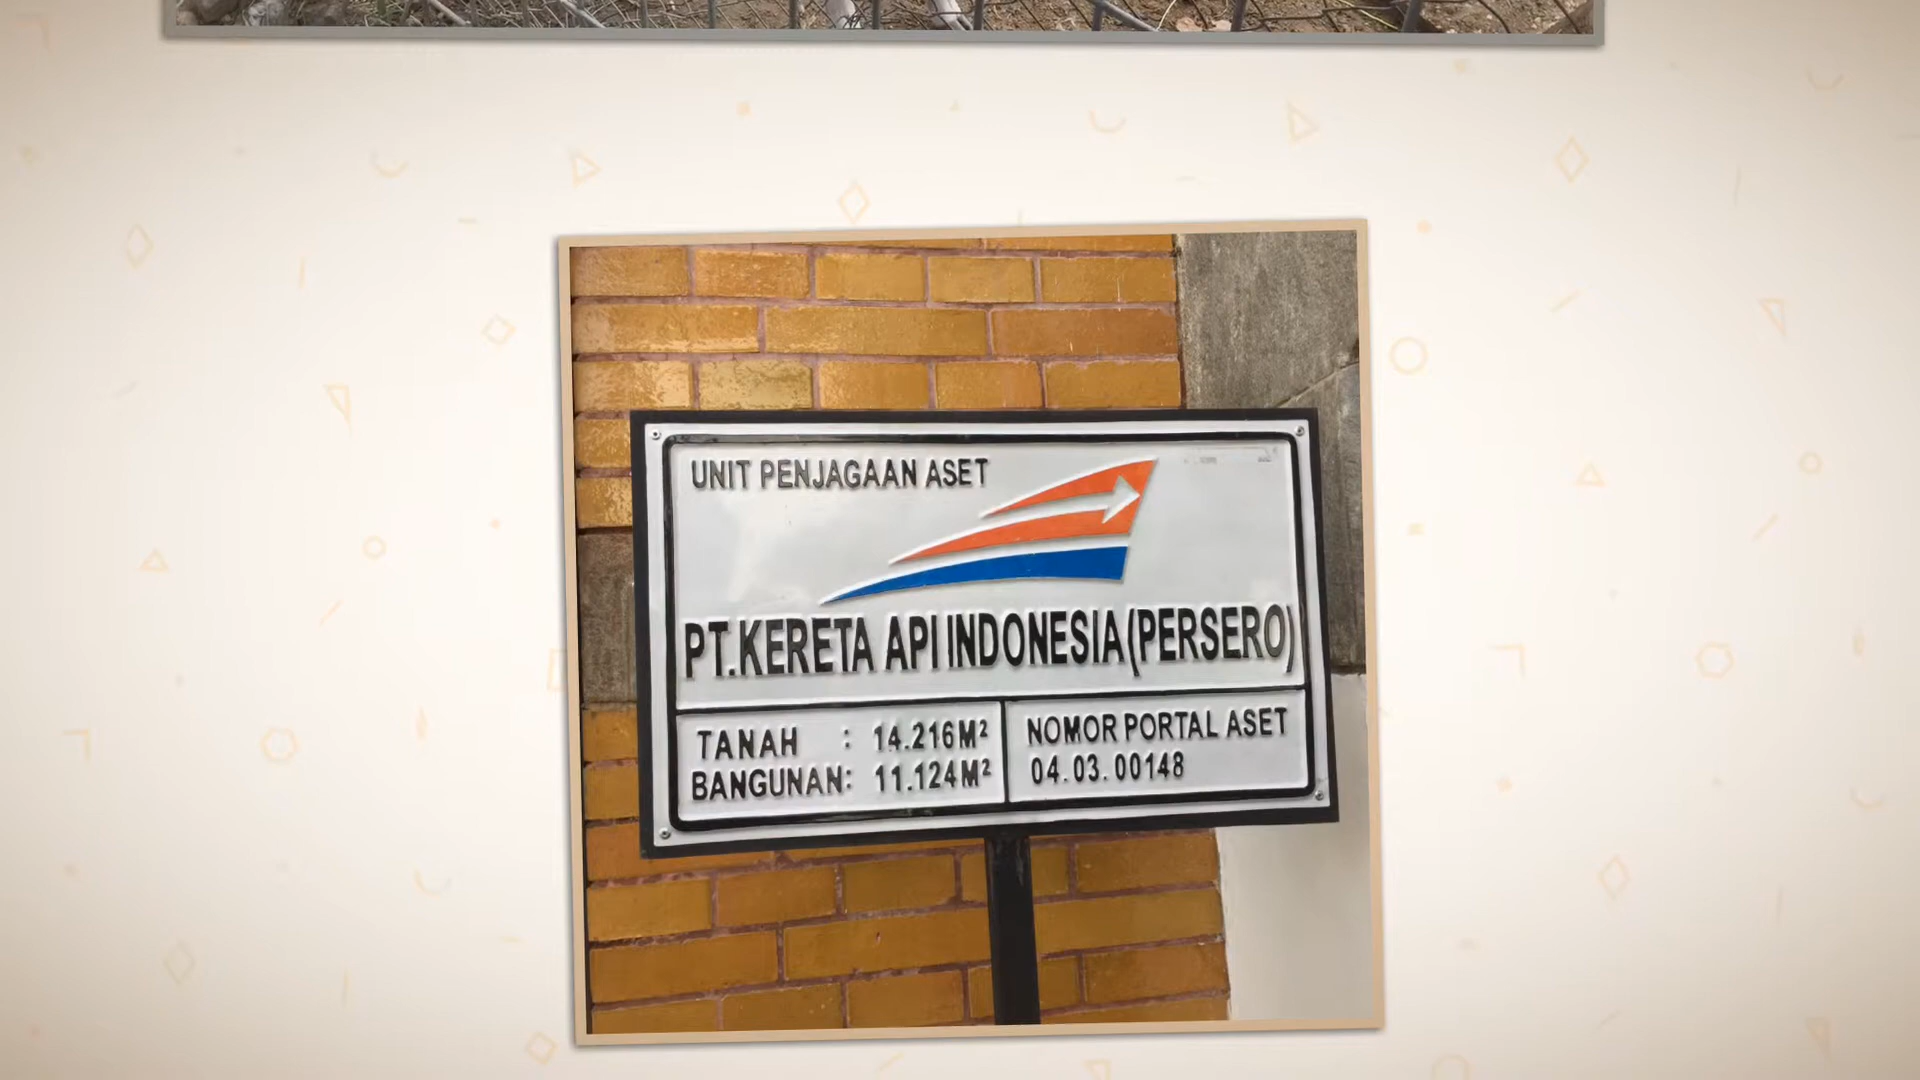 UNIT PENJAGAAN ASET
PT.KERETA API INDONESIA (PERSERO)
TANAH : 14.216M²
BANGUNAN: 11.124M²
NOMOR PORTAL ASET
04.03.00148